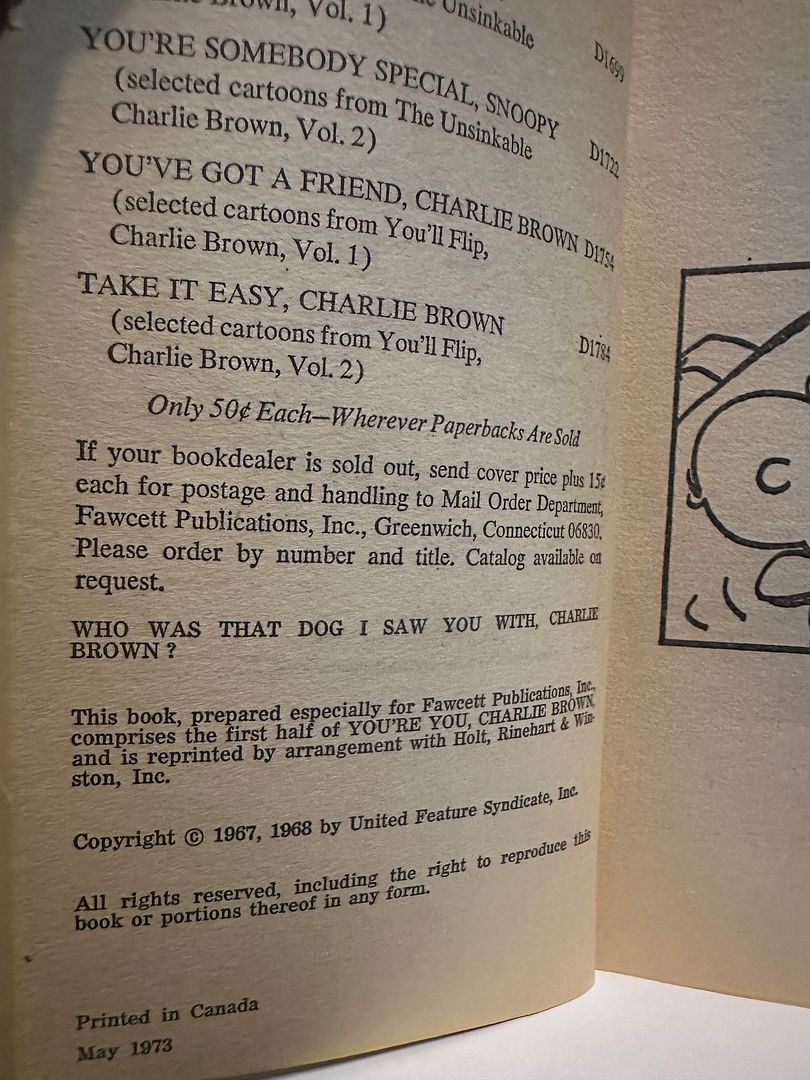 Brown, Vol. 1)
The Unsinkable
D1699
YOU'RE SOMEBODY SPECIAL, SNOOPY
(selected cartoons from The Unsinkable
Charlie Brown, Vol. 2)
D1722
YOU'VE GOT A FRIEND, CHARLIE BROWN D1754
(selected cartoons from You'll Flip,
Charlie Brown, Vol. 1)
TAKE IT EASY, CHARLIE BROWN
(selected cartoons from You'll Flip,
D1784
Charlie Brown, Vol. 2)
Only 50¢ Each—Wherever Paperbacks Are Sold
If your bookdealer is sold out, send cover price plus 15¢
each for postage and handling to Mail Order Department,
Fawcett Publications, Inc., Greenwich, Connecticut 06830.
Please order by number and title. Catalog available on
request.
WHO WAS THAT DOG I SAW YOU WITH, CHARLIE
BROWN?
This book, prepared especially for Fawcett Publications, Inc.,
comprises the first half of YOU'RE YOU, CHARLIE BROWN,
and is reprinted by arrangement with Holt, Rinehart & Win-
ston, Inc.
Copyright © 1967, 1968 by United Feature Syndicate, Inc.
All rights reserved, including the right to reproduce this
book or portions thereof in any form.
Printed in Canada
May 1973